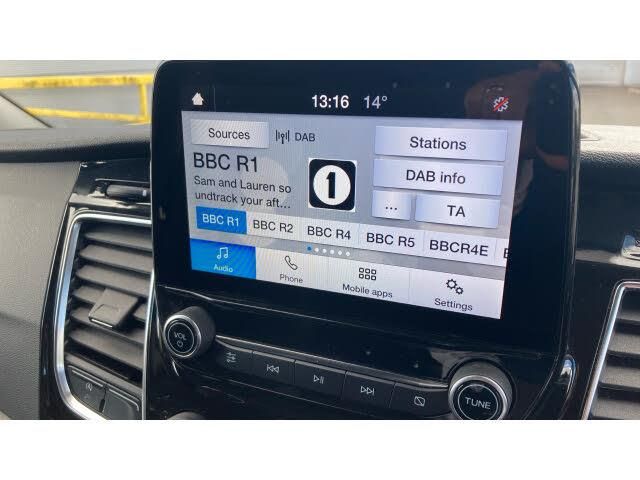 13:16 14°
Sources DAB Stations
BBC R1
DAB info
Sam and Lauren so
undtrack your aft...
1
... TA
BBC R1 BBC R2 BBC R4 BBC R5 BBCR4E
Audio Phone Mobile apps Settings
VOL
TUNE